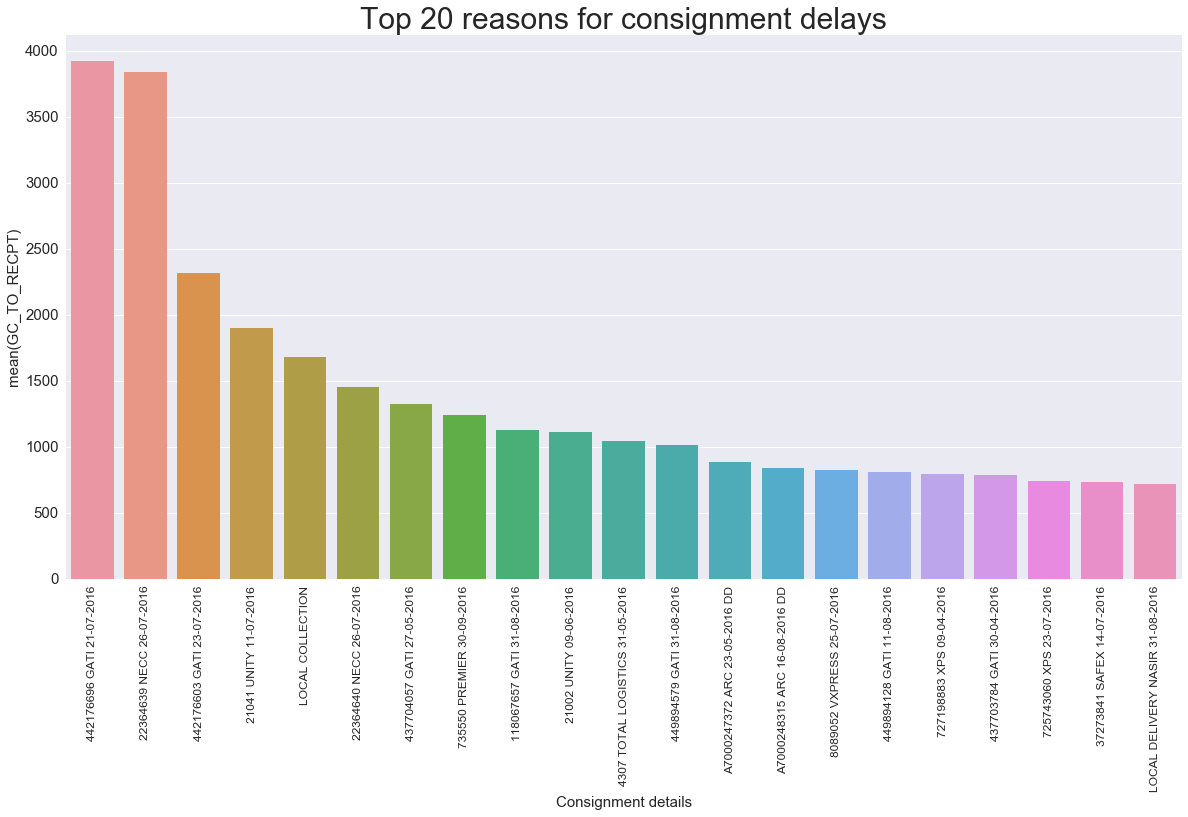 Top 20 reasons for consignment delays
mean(GC_TO_RECPT)
4000
3500
3000
2500
2000
1500
1000
500
0
442176696 GATI 21-07-2016
22364639 NECC 26-07-2016
442176603 GATI 23-07-2016
21041 UNITY 11-07-2016
LOCAL COLLECTION
22364640 NECC 26-07-2016
437704057 GATI 27-05-2016
735550 PREMIER 30-09-2016
118067657 GATI 31-08-2016
21002 UNITY 09-06-2016
4307 TOTAL LOGISTICS 31-05-2016
449894579 GATI 31-08-2016
A7000247372 ARC 23-05-2016 DD
A7000248315 ARC 16-08-2016 DD
8089052 VXPRESS 25-07-2016
449894128 GATI 11-08-2016
727198883 XPS 09-04-2016
437703784 GATI 30-04-2016
725743060 XPS 23-07-2016
37273841 SAFEX 14-07-2016
LOCAL DELIVERY NASIR 31-08-2016
Consignment details